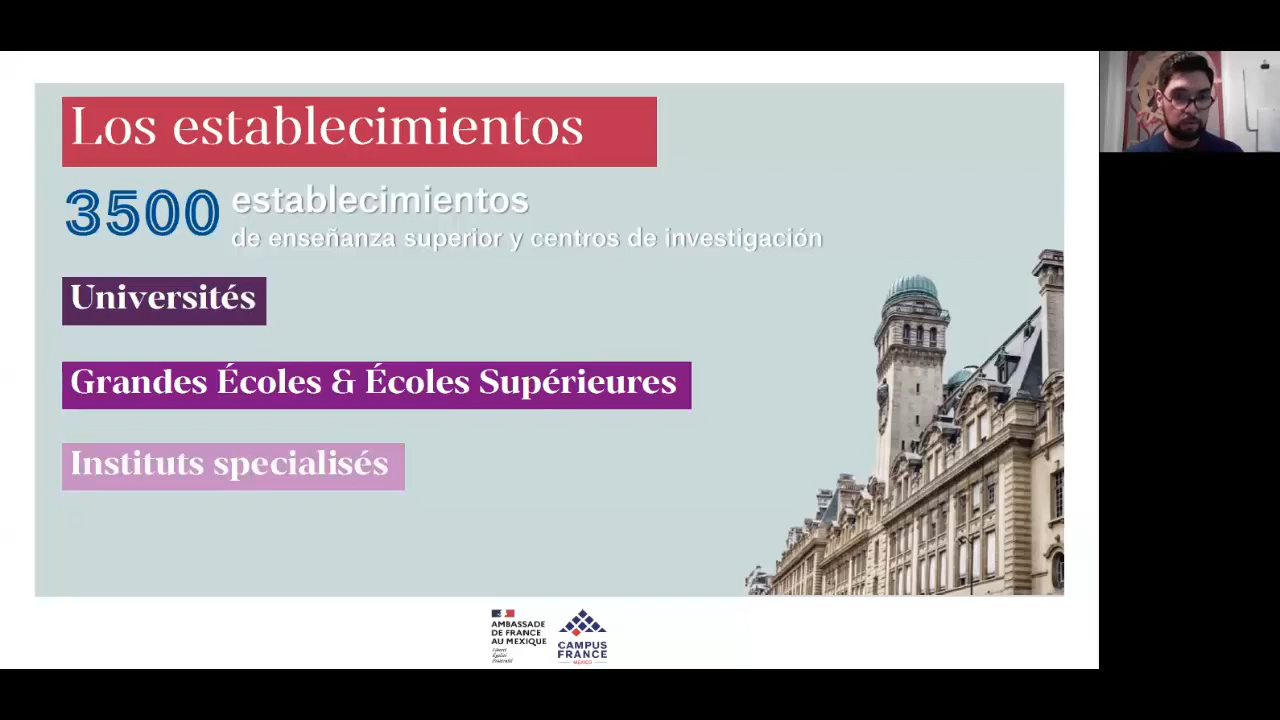 Los establecimientos
3500 establecimientos
de enseñanza superior y centros de investigación
Universités
Grandes Écoles & Écoles Supérieures
Instituts specialisés
AMBASSADE
DE FRANCE
AU MEXIQUE
Liberté
Égalité
Fraternité
CAMPUS
FRANCE
MEXICO